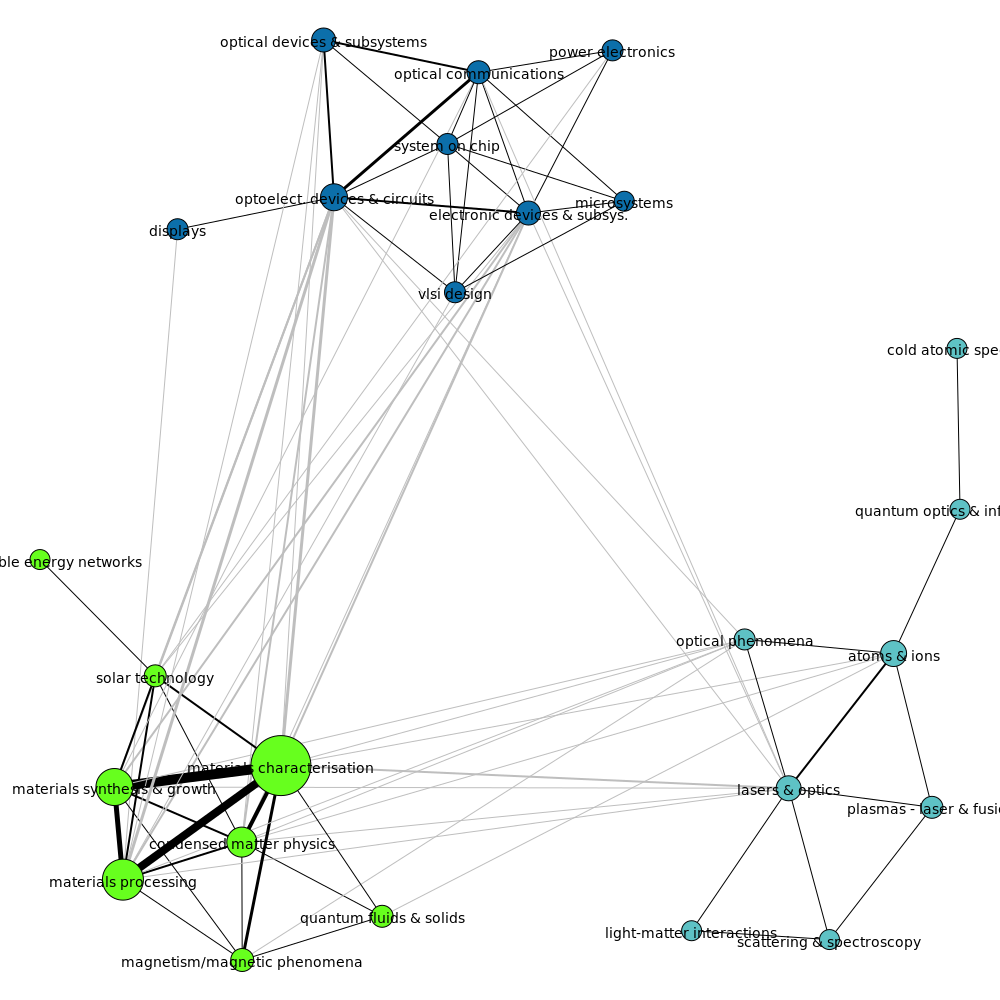 optical devices & subsystems
power electronics
optical communications
system on chip
optoelect. devices & circuits
microsystems
electronic devices & subsys.
displays
vlsi design
cold atomic spe
quantum optics & inf
ble energy networks
optical phenomena
atoms & ions
solar technology
materials characterisation
materials synthesis & growth
lasers & optics
plasmas - laser & fusio
condensed matter physics
materials processing
quantum fluids & solids
light-matter interactions
scattering & spectroscopy
magnetism/magnetic phenomena